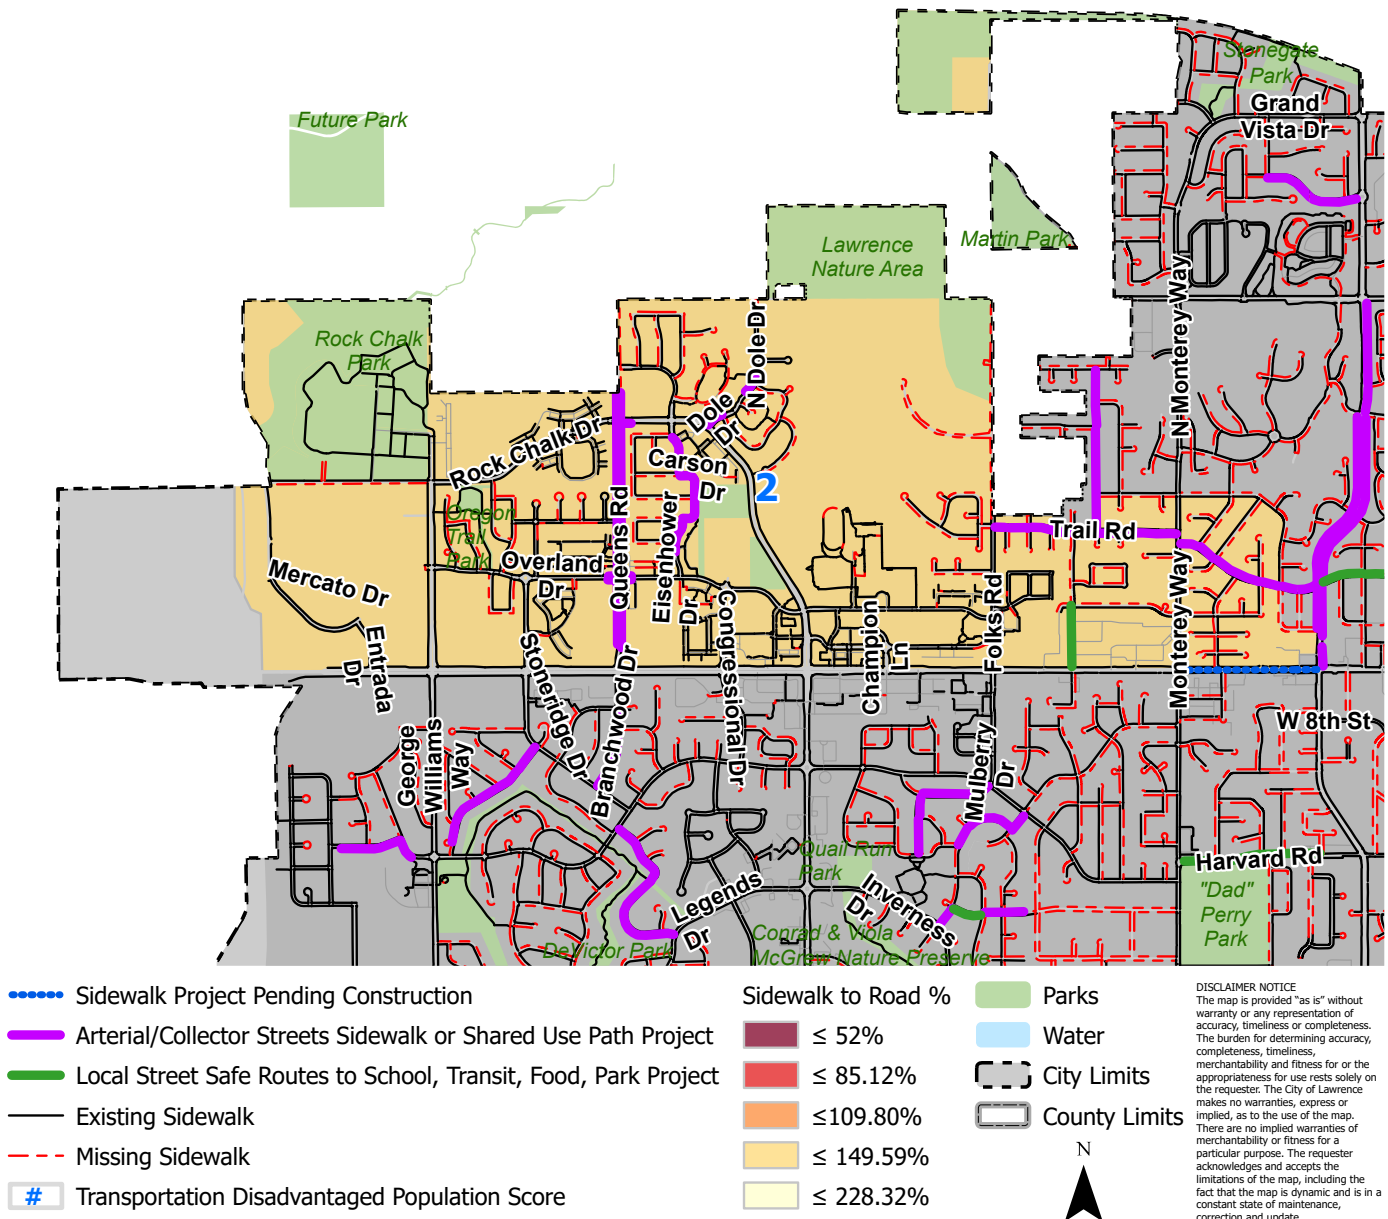 Stonegate
Park
Grand
Vista Dr
Future Park
Lawrence
Nature Area
Martin Park
N Monterey Way
Rock Chalk
Park
N Dole Dr
Dole
Dr
Rock Chalk Dr
Carson
Dr
2
Oregon
Trail
Park
Queens Rd
Eisenhower
Dr
Trail Rd
Overland
Dr
Mercato Dr
Entrada
Dr
Stoneridge Dr
Congressional Dr
Champion
Ln
Folks Rd
Monterey Way
Branchwood Dr
W 8th St
George
Williams
Way
Mulberry
Dr
Quail Run
Park
Harvard Rd
Inverness
Dr
Legends
Dr
"Dad"
Perry
Park
DeVictor Park
Conrad & Viola
McGrew Nature Preserve
Sidewalk Project Pending Construction
Arterial/Collector Streets Sidewalk or Shared Use Path Project
Local Street Safe Routes to School, Transit, Food, Park Project
Existing Sidewalk
Missing Sidewalk
# Transportation Disadvantaged Population Score
Sidewalk to Road %
≤ 52%
≤ 85.12%
≤109.80%
≤ 149.59%
≤ 228.32%
Parks
Water
City Limits
County Limits
N
DISCLAIMER NOTICE
The map is provided "as is" without
warranty or any representation of
accuracy, timeliness or completeness.
The burden for determining accuracy,
completeness, timeliness,
merchantability and fitness for or the
appropriateness for use rests solely on
the requester. The City of Lawrence
makes no warranties, express or
implied, as to the use of the map.
There are no implied warranties of
merchantability or fitness for a
particular purpose. The requester
acknowledges and accepts the
limitations of the map, including the
fact that the map is dynamic and is in a
constant state of maintenance,
correction and update.